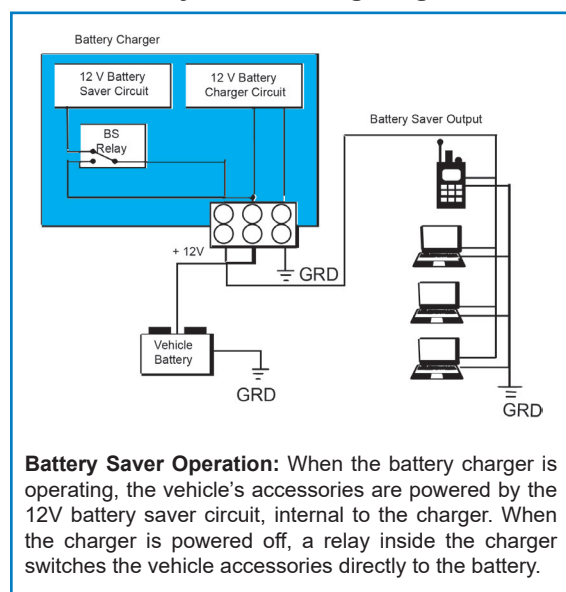 Battery Charger
12 V Battery
Saver Circuit
12 V Battery
Charger Circuit
BS
Relay
Battery Saver Output
+ 12V
GRD
Vehicle
Battery
GRD
GRD
Battery Saver Operation: When the battery charger is
operating, the vehicle's accessories are powered by the
12V battery saver circuit, internal to the charger. When
the charger is powered off, a relay inside the charger
switches the vehicle accessories directly to the battery.